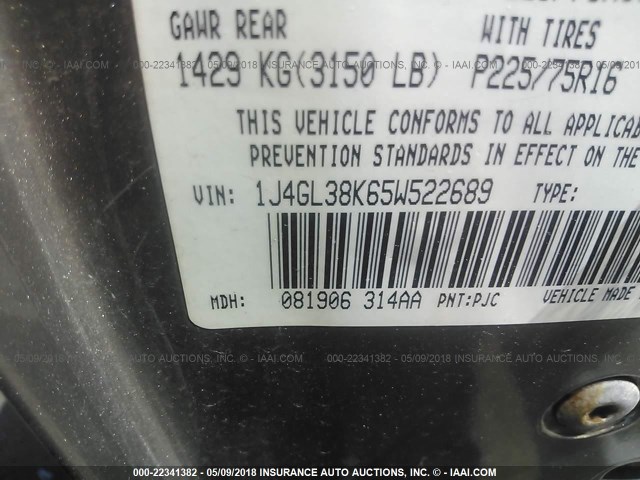 GAWR REAR WITH TIRES
1429 KG(3150 LB) P225/75R16
THIS VEHICLE CONFORMS TO ALL
PREVENTION STANDARDS IN EFFECT ON THE
VIN: 1J4GL38K65W522689 TYPE:
MDH: 081906 314AA PNT:PJC VEHICLE MADE
000-22341382 - 05/09/2018 INSURANCE AUTO AUCTIONS, INC. - © IAAI.COM